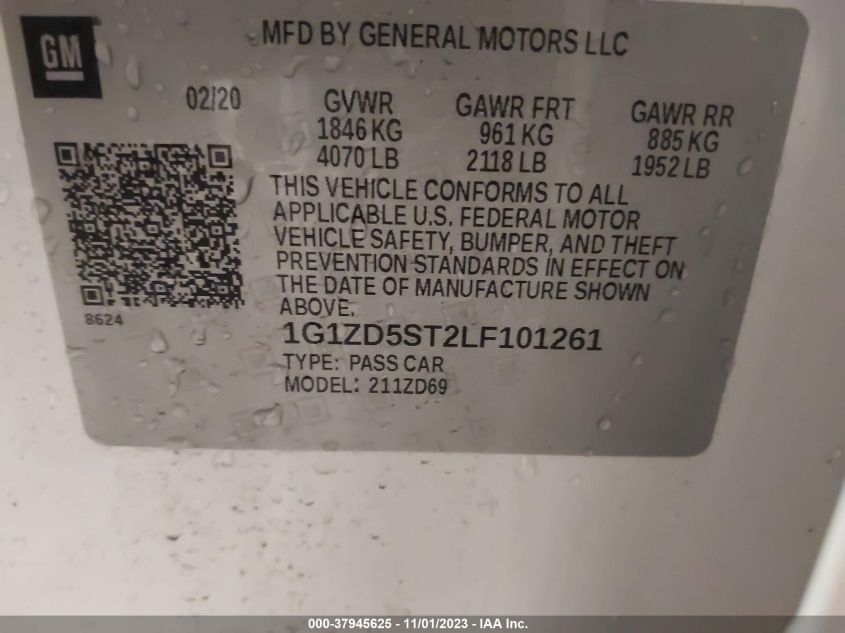 GM
MFD BY GENERAL MOTORS LLC
02/20
GVWR
1846 KG
4070 LB
GAWR FRT
961 KG
2118 LB
GAWR RR
885 KG
1952 LB
THIS VEHICLE CONFORMS TO ALL
APPLICABLE U.S. FEDERAL MOTOR
VEHICLE SAFETY, BUMPER, AND THEFT
PREVENTION STANDARDS IN EFFECT ON
THE DATE OF MANUFACTURE SHOWN
ABOVE.
8624
1G1ZD5ST2LF101261
TYPE: PASS CAR
MODEL: 211ZD69
000-37945625 - 11/01/2023 - IAA Inc.